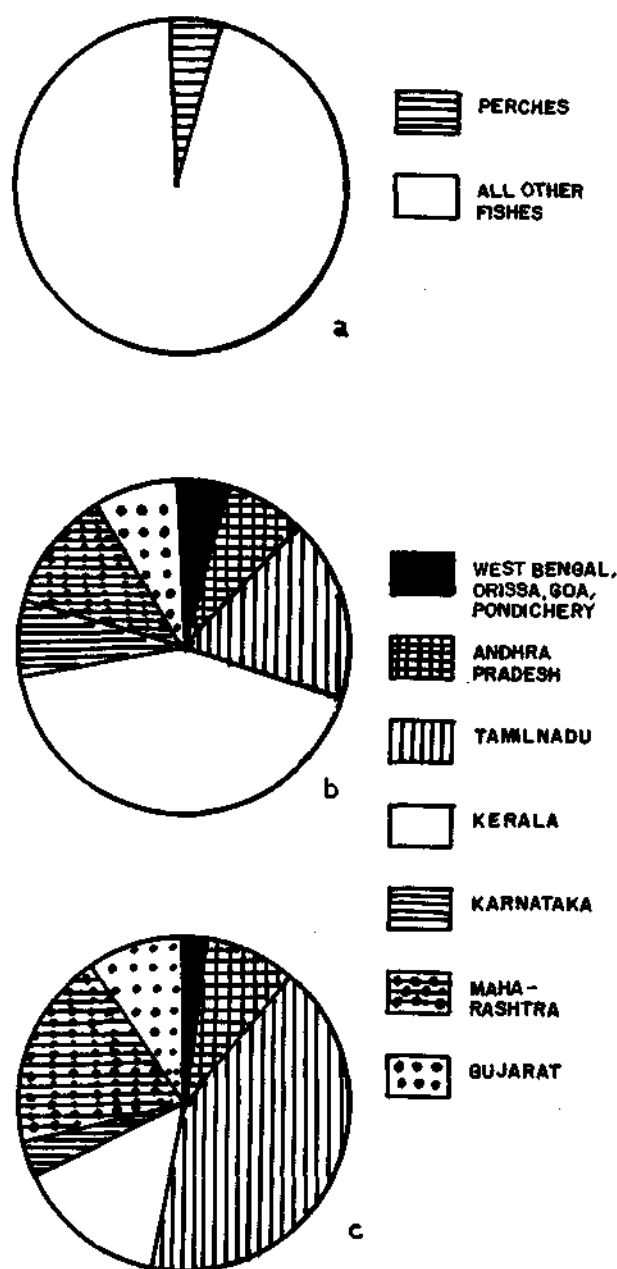 PERCHES
ALL OTHER
FISHES
a
WEST BENGAL,
ORISSA, GOA,
PONDICHERY
ANDHRA
PRADESH
TAMILNADU
b
KERALA
KARNATAKA
MAHA-
RASHTRA
GUJARAT
c